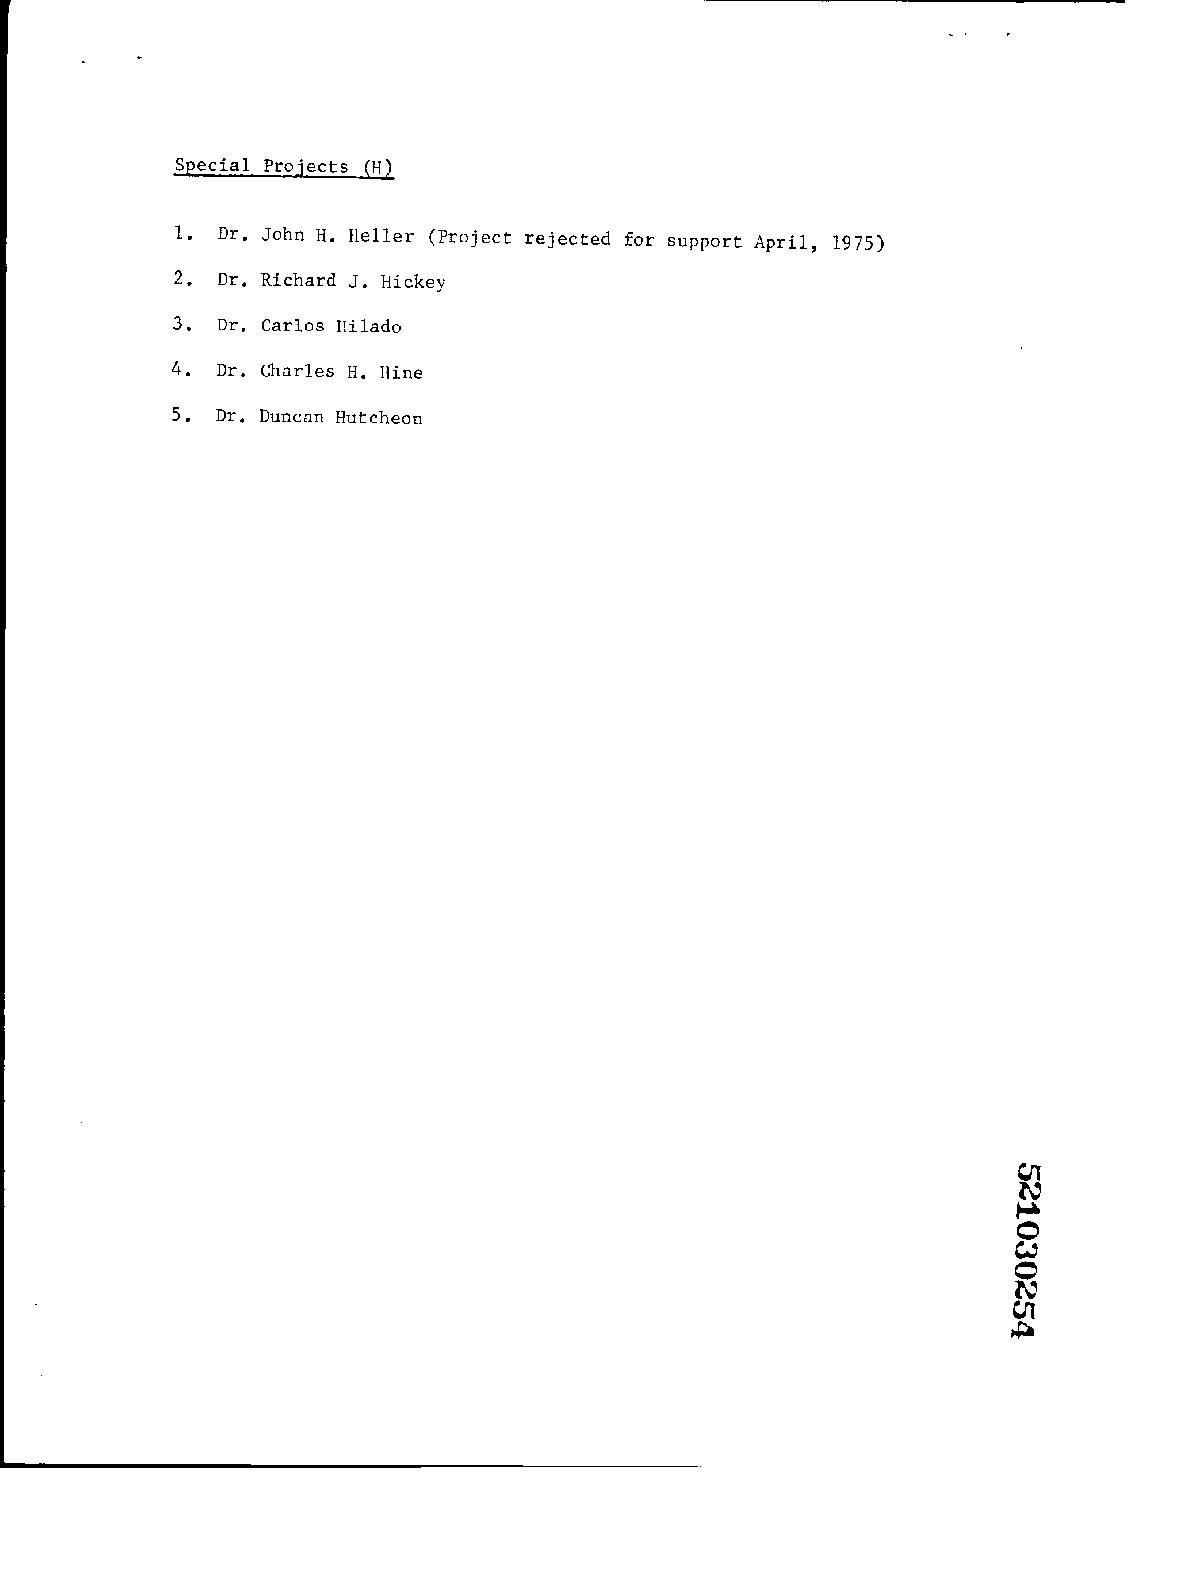 Special Projects (H)
1. Dr. John H. Heller (Project rejected for support April, 1975)
2. Dr. Richard J. Hickey
3. Dr. Carlos Hilado
4. Dr. Charles H. Hine
5. Dr. Duncan Hutcheon
521030254